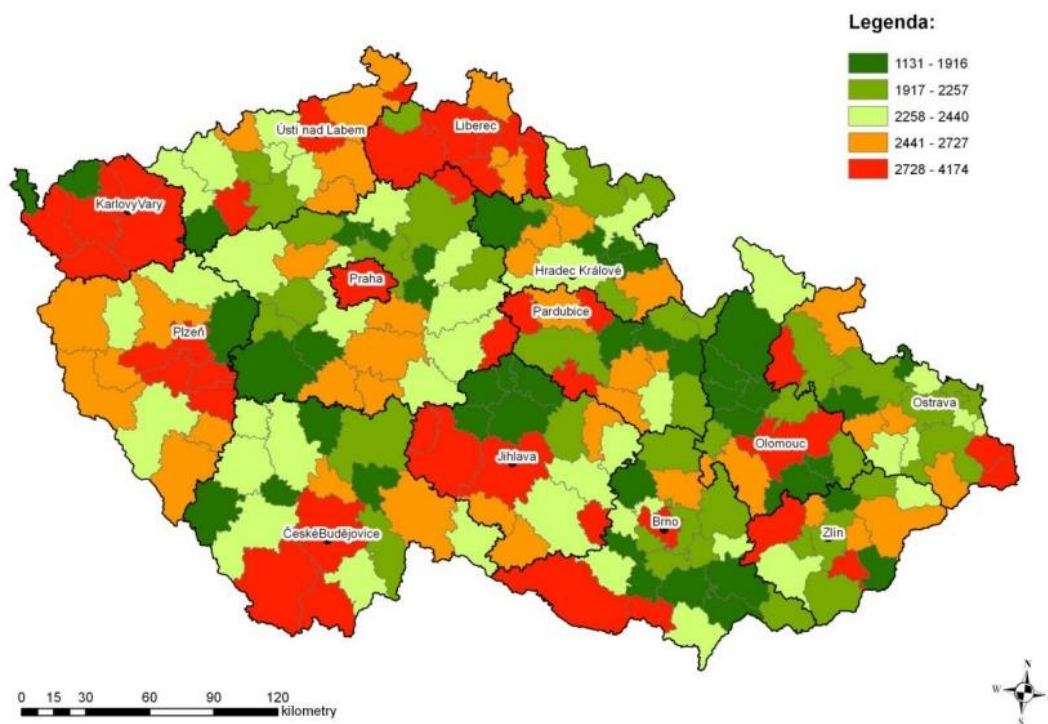 Legenda:
1131 - 1916
1917 - 2257
2258 - 2440
2441 - 2727
2728 - 4174
Ústí nad Labem
Liberec
KarlovyVary
Praha
Hradec Králové
Pardubice
Plzeň
Ostrava
Olomouc
Jihlava
Brno
Zlín
ČeskéBudějovice
0 15 30 60 90 120
kilometry
N
W
S